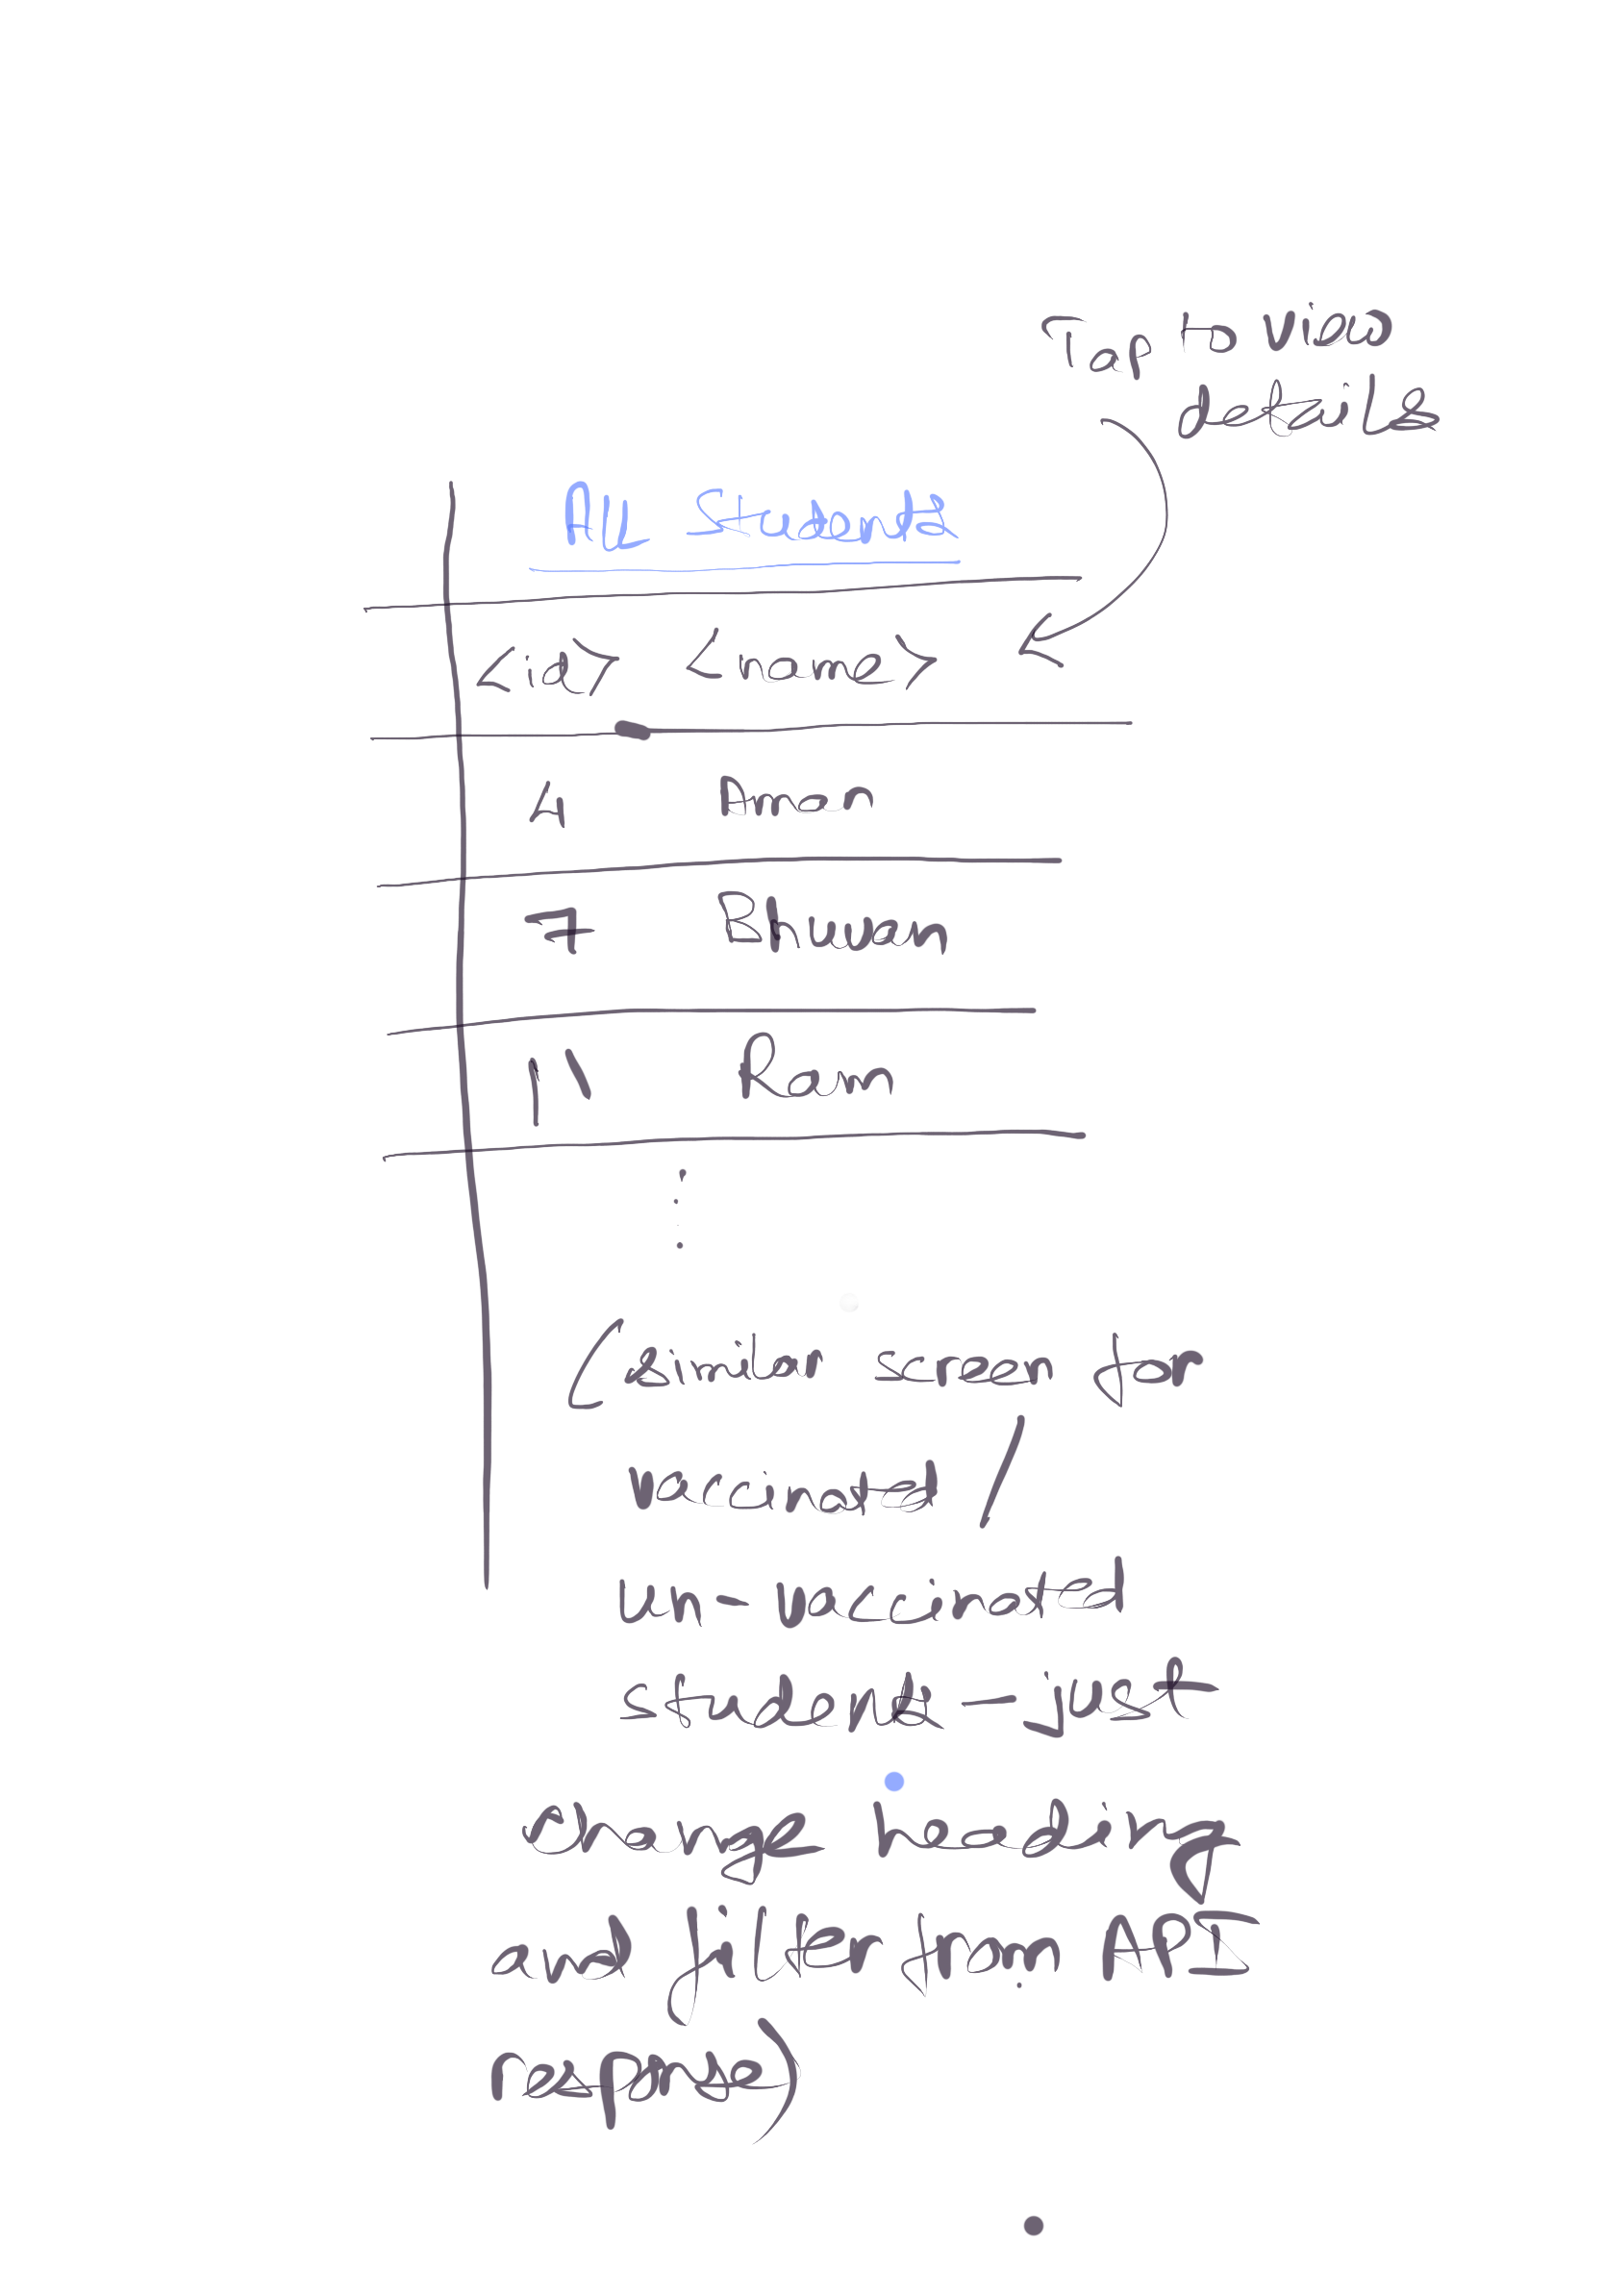 Tap to view
details
All Students
<id> <name>
4 Aman
7 Bhuwan
11 Ram
(similar screen for
vaccinated /
un-vaccinated
students - just
change heading
and filter from API
response)